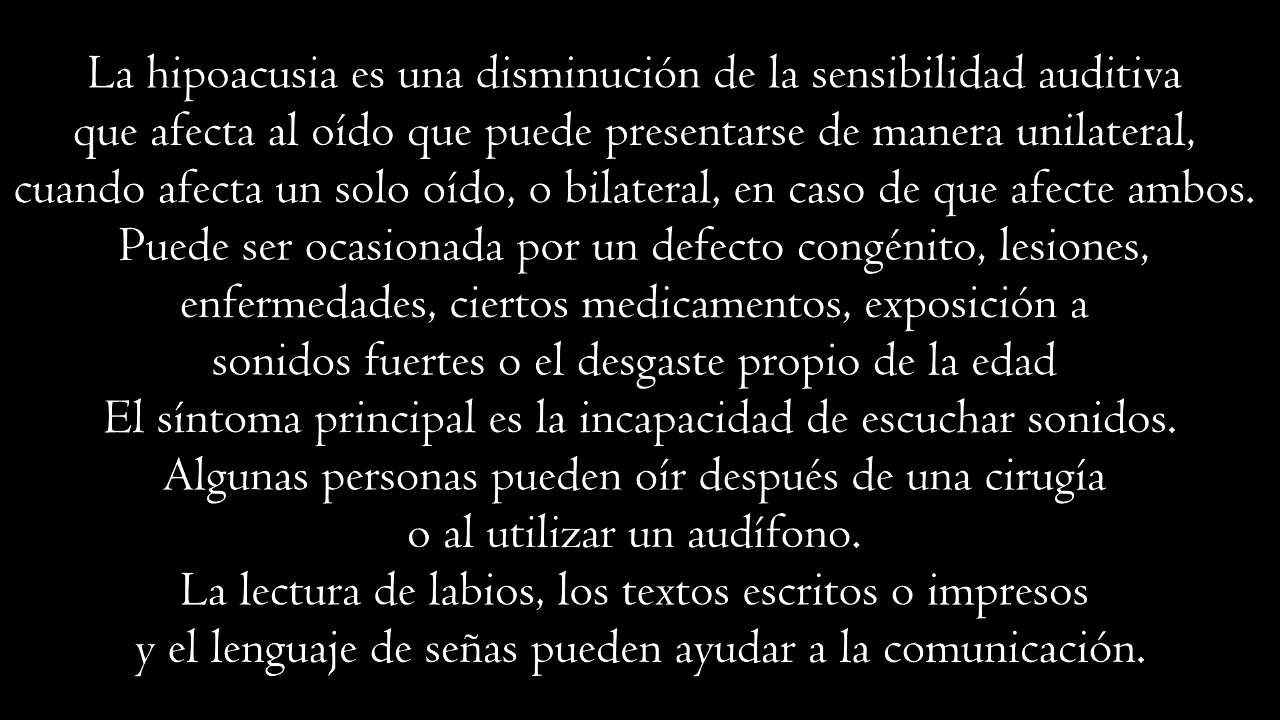 La hipoacusia es una disminución de la sensibilidad auditiva
que afecta al oído que puede presentarse de manera unilateral,
cuando afecta un solo oído, o bilateral, en caso de que afecte ambos.
Puede ser ocasionada por un defecto congénito, lesiones,
enfermedades, ciertos medicamentos, exposición a
sonidos fuertes o el desgaste propio de la edad
El síntoma principal es la incapacidad de escuchar sonidos.
Algunas personas pueden oír después de una cirugía
o al utilizar un audífono.
La lectura de labios, los textos escritos o impresos
y el lenguaje de señas pueden ayudar a la comunicación.